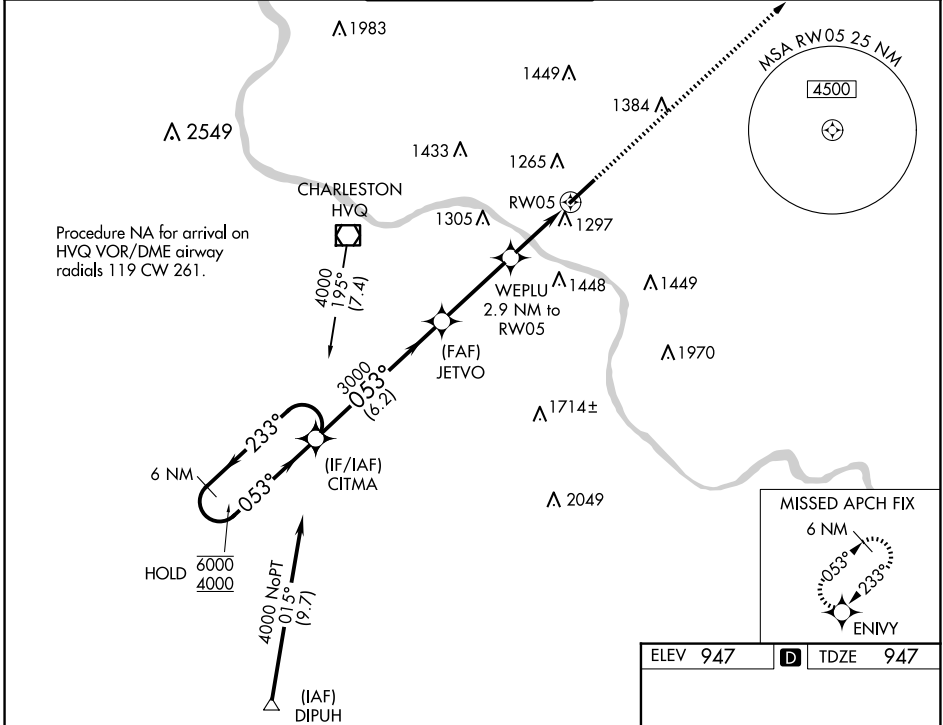 1983
MSA RW05 25 NM
4500
1449
1384
2549
1433
1265
CHARLESTON
HVQ
RW05
1305
1297
Procedure NA for arrival on
HVQ VOR/DME airway
radials 119 CW 261.
4000
195°
(7.4)
WEPLU
2.9 NM to
RW05
1448
1449
(FAF)
JETVO
1970
3000
053°
(6.2)
1714±
233°
053°
6 NM
(IF/IAF)
CITMA
2049
HOLD
6000
4000
4000 NoPT
015°
(9.7)
(IAF)
DIPUH
MISSED APCH FIX
6 NM
053°
233°
ENIVY
ELEV 947 D TDZE 947